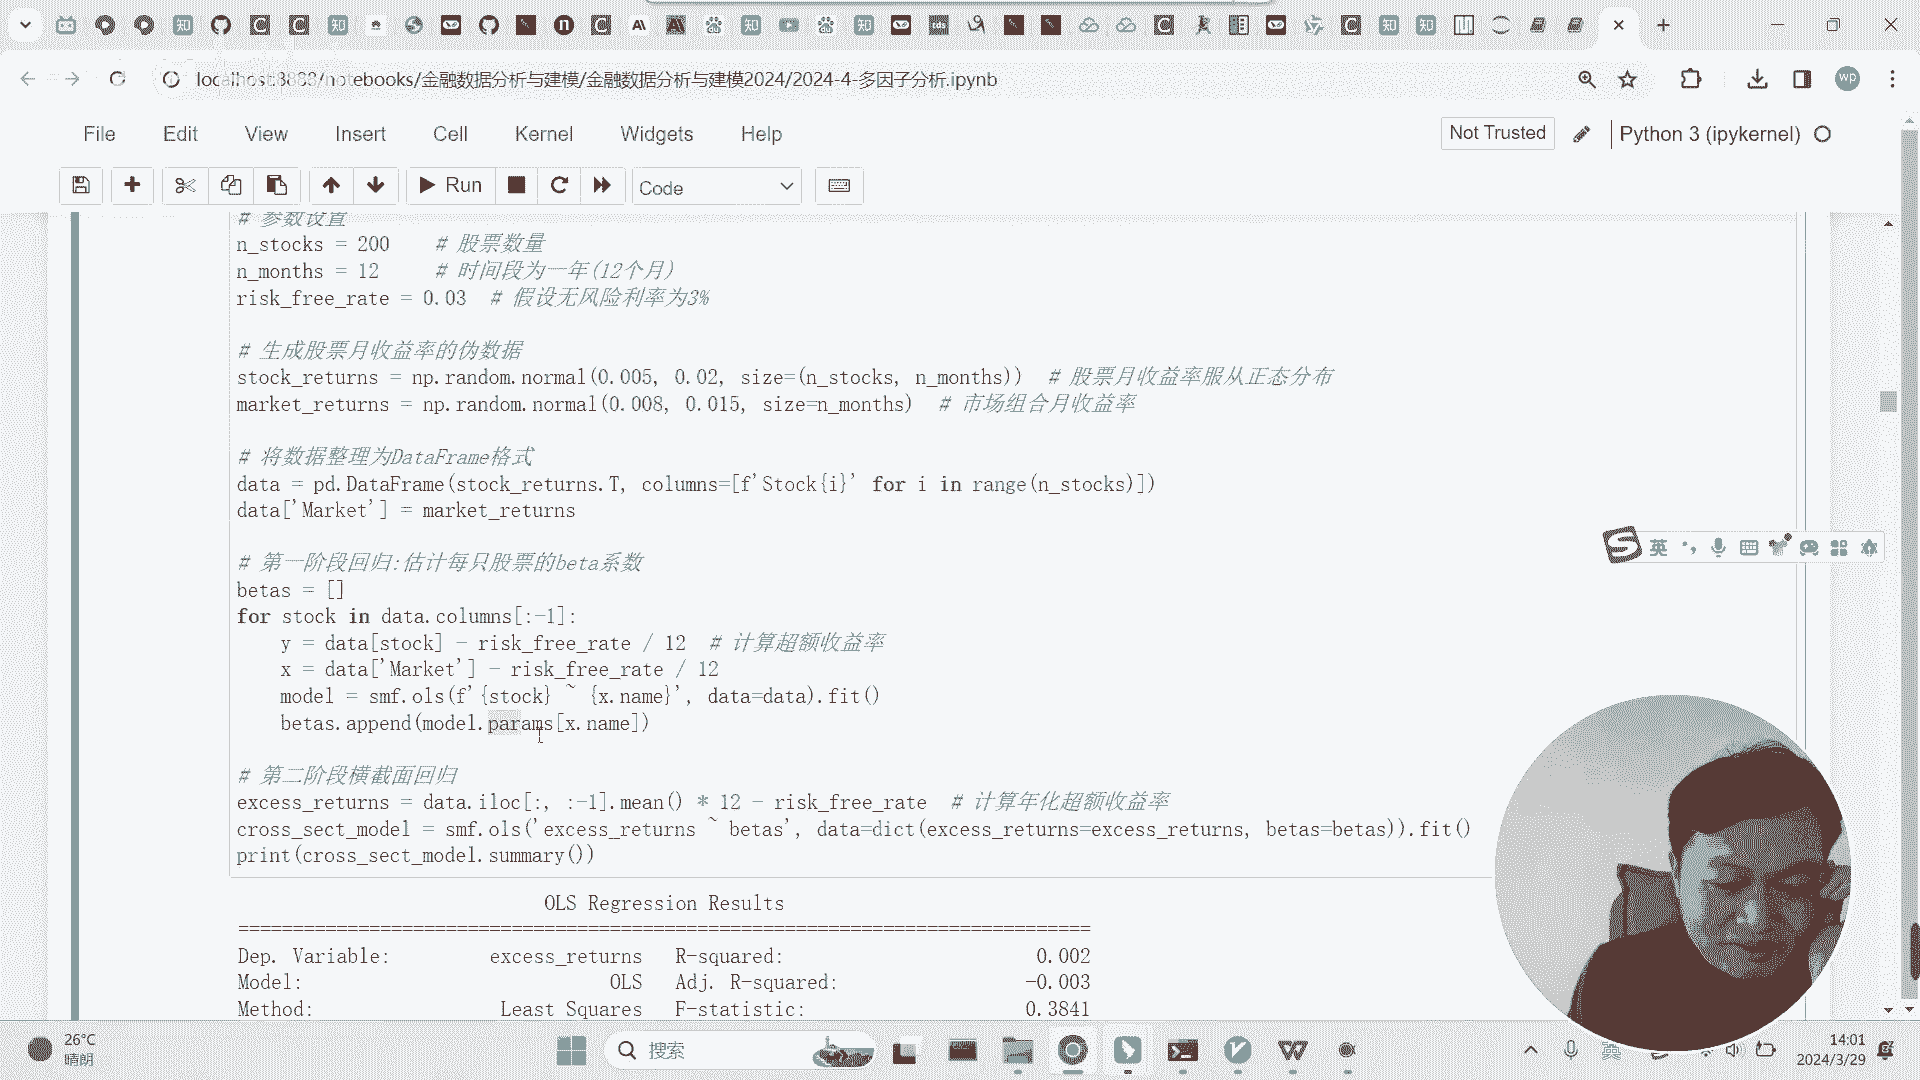 localhost:8888/notebooks/金融数据分析与建模/金融数据分析与建模2024/2024-4-多因子分析.ipynb
wp
File Edit View Insert Cell Kernel Widgets Help
Not Trusted
Python 3 (ipykernel)
Run
Code
# 参数设置
n_stocks = 200 # 股票数量
n_months = 12 # 时间段为一年(12个月)
risk_free_rate = 0.03 # 假设无风险利率为3%
# 生成股票月收益率的伪数据
stock_returns = np.random.normal(0.005, 0.02, size=(n_stocks, n_months)) # 股票月收益率服从正态分布
market_returns = np.random.normal(0.008, 0.015, size=n_months) # 市场组合月收益率
# 将数据整理为DataFrame格式
data = pd.DataFrame(stock_returns.T, columns=[f'Stock{i}' for i in range(n_stocks)])
data['Market'] = market_returns
# 第一阶段回归:估计每只股票的beta系数
betas = []
for stock in data.columns[:-1]:
y = data[stock] - risk_free_rate / 12 # 计算超额收益率
x = data['Market'] - risk_free_rate / 12
model = smf.ols(f'{stock} ~ {x.name}', data=data).fit()
betas.append(model.params[x.name])
# 第二阶段横截面回归
excess_returns = data.iloc[:, :-1].mean() * 12 - risk_free_rate # 计算年化超额收益率
cross_sect_model = smf.ols('excess_returns ~ betas', data=dict(excess_returns=excess_returns, betas=betas)).fit()
print(cross_sect_model.summary())
OLS Regression Results
==============================================================================
Dep. Variable: excess_returns R-squared: 0.002
Model: OLS Adj. R-squared: -0.003
Method: Least Squares F-statistic: 0.3841
英
26°C
晴朗
搜索
英
14:01
2024/3/29